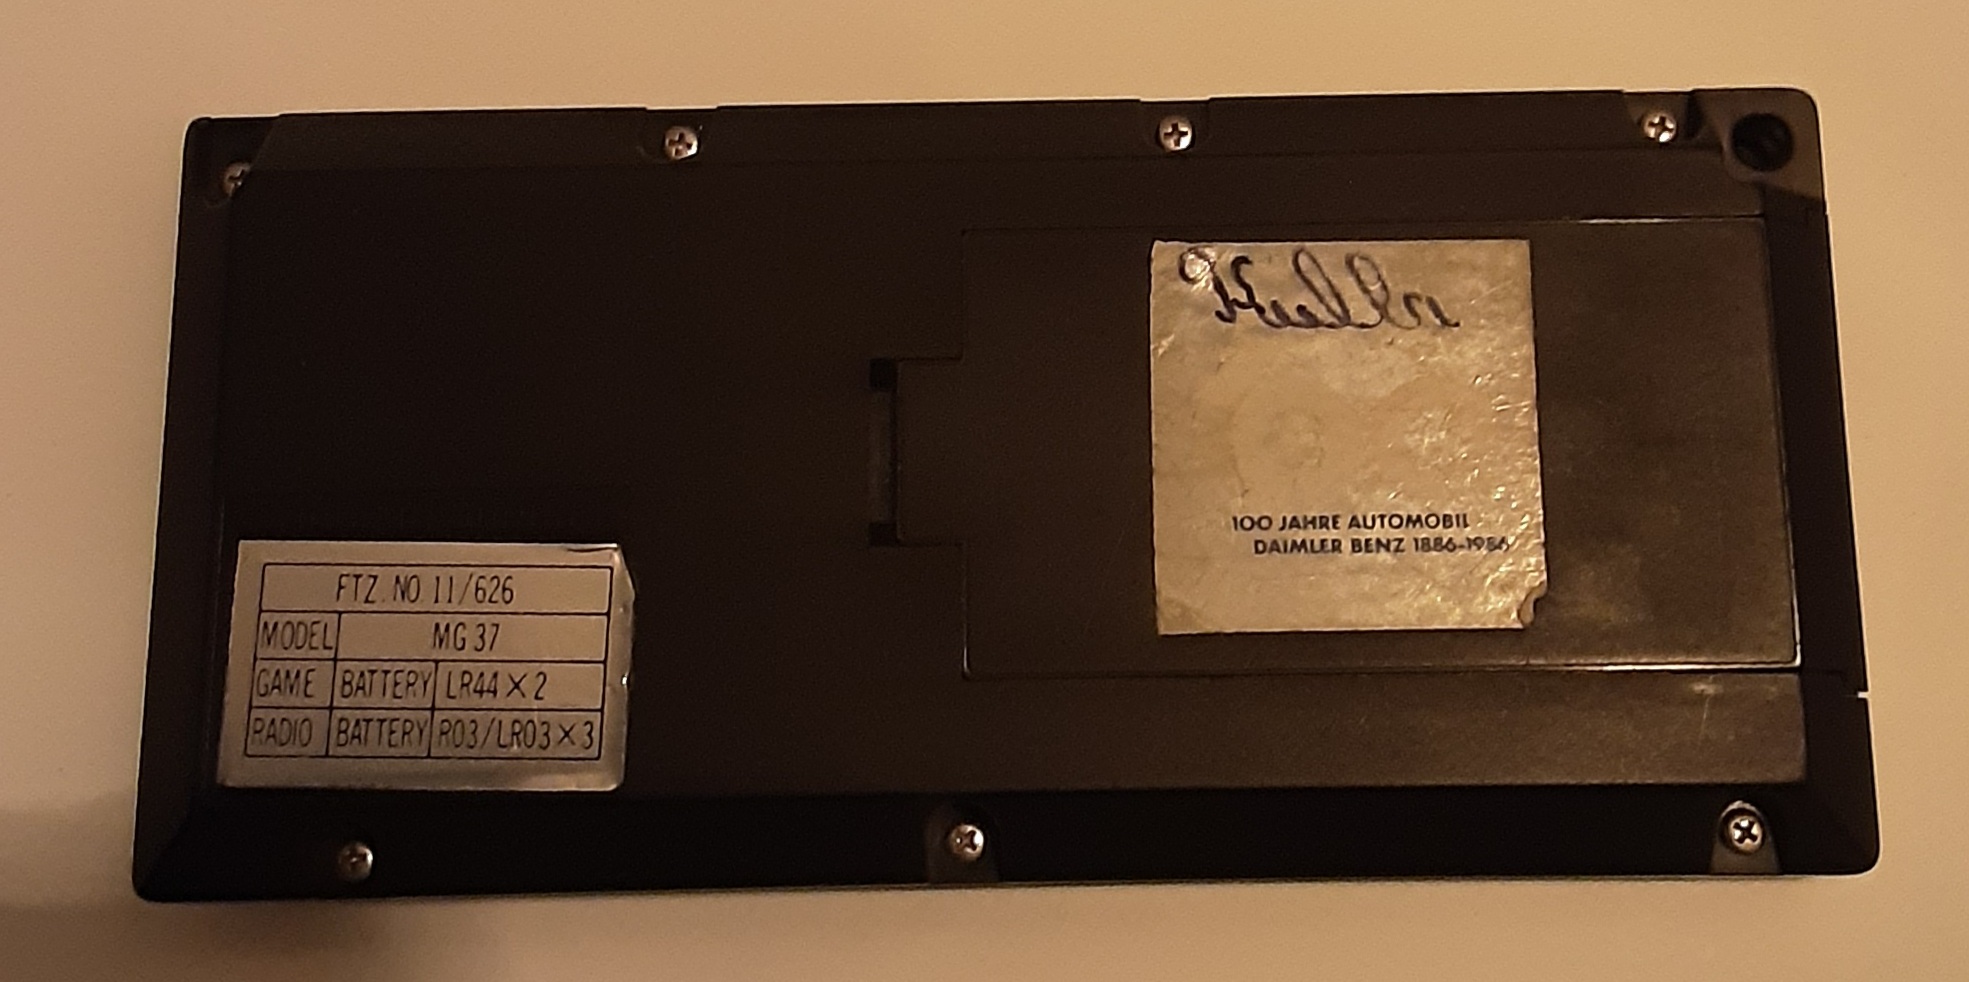 FTZ. NO. 11/626
MODEL MG 37
GAME BATTERY LR44 X 2
RADIO BATTERY R03/LR03 X 3
100 JAHRE AUTOMOBIL
DAIMLER BENZ 1886-1986